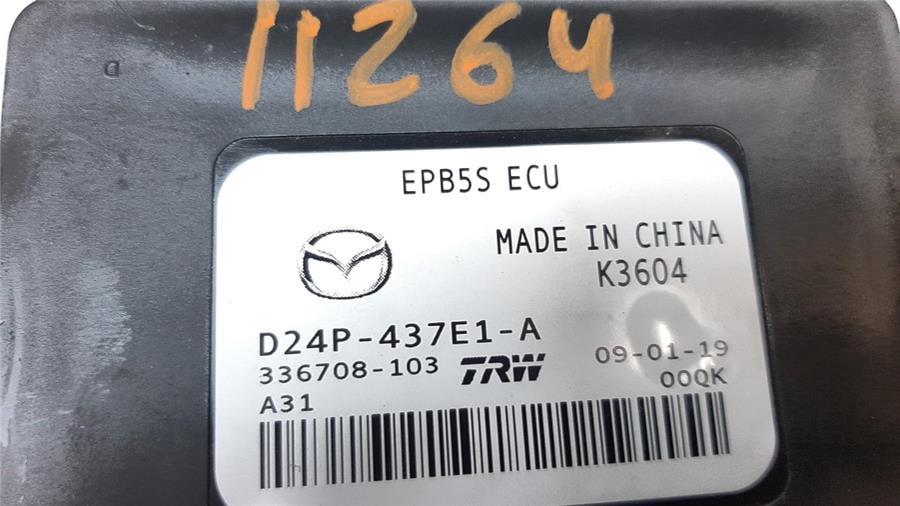 11264
EPB5S ECU
MADE IN CHINA
K3604
D24P-437E1-A
336708-103 TRW 09-01-19
A31 00QK